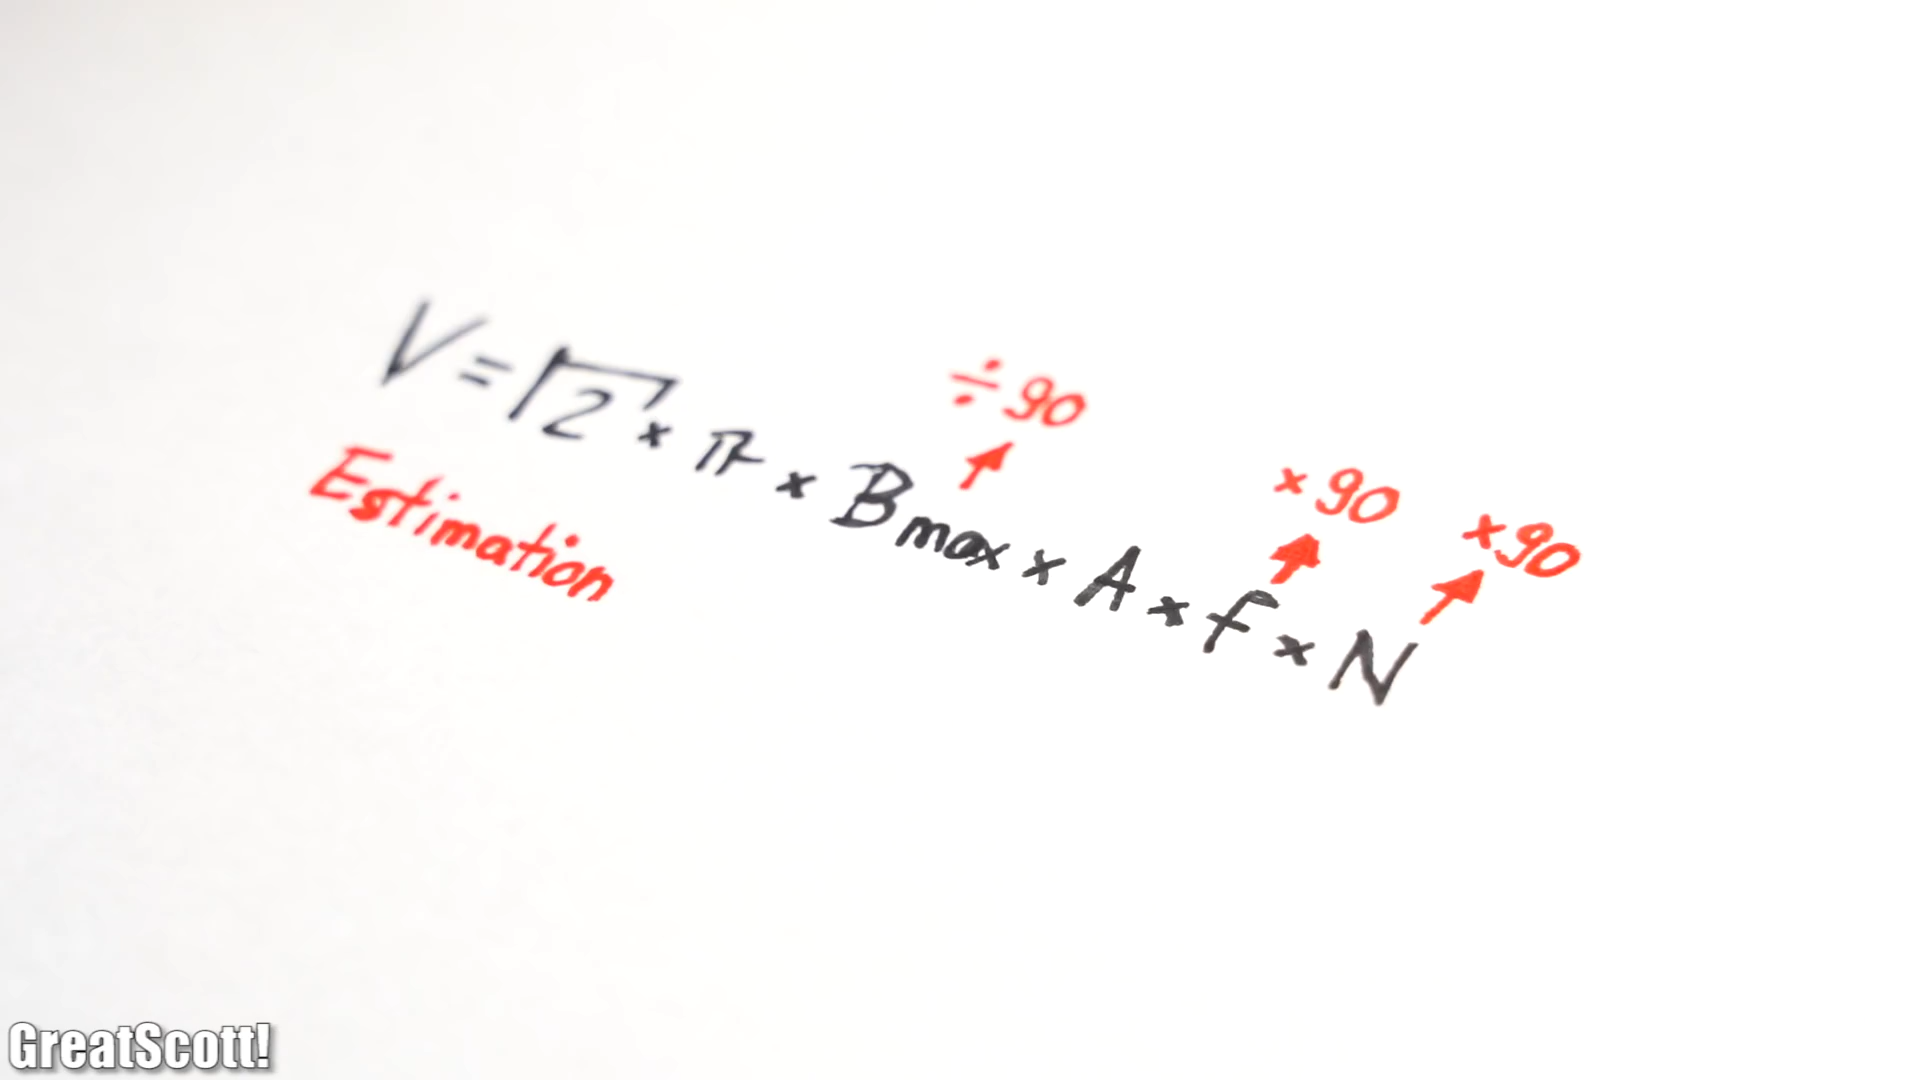 V = √2 × π × Bmax × A × f × N
÷90
×90
×90
Estimation
GreatScott!